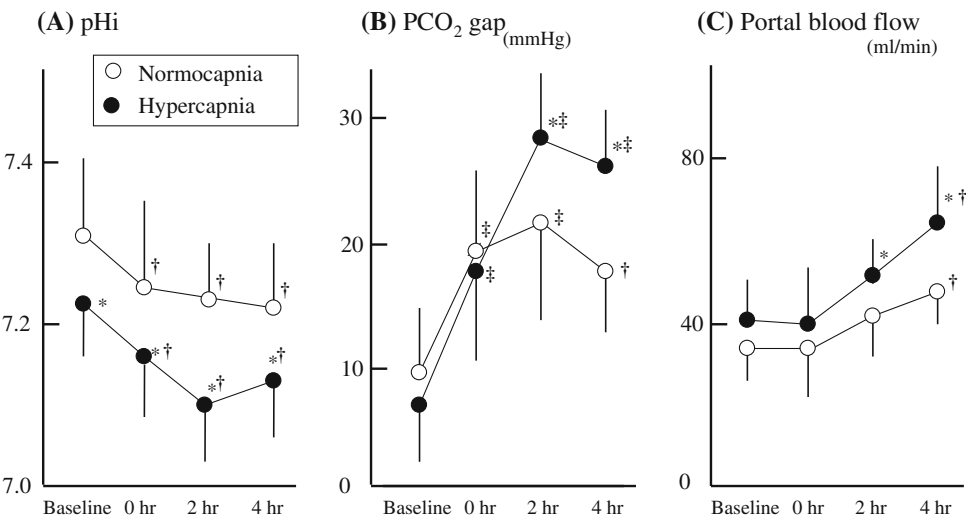 (A) pHi
(B) PCO2 gap (mmHg)
(C) Portal blood flow
(ml/min)
Normocapnia
Hypercapnia
7.4
7.2
7.0
†
†
†
*
*†
*†
*†
Baseline 0 hr 2 hr 4 hr
30
20
10
0
*‡
*‡
‡
‡
‡
†
Baseline 0 hr 2 hr 4 hr
80
40
0
*†
*
†
Baseline 0 hr 2 hr 4 hr